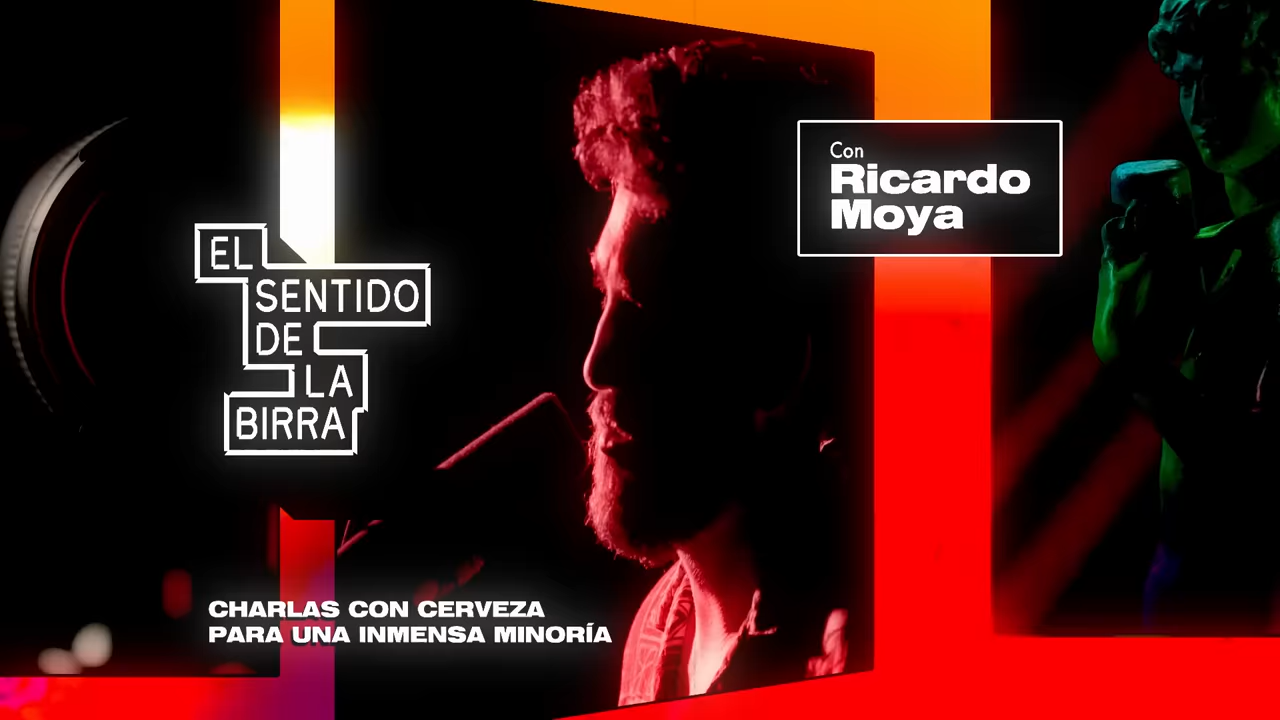 EL
SENTIDO
DE
LA
BIRRA
Con
Ricardo
Moya
CHARLAS CON CERVEZA
PARA UNA INMENSA MINORÍA